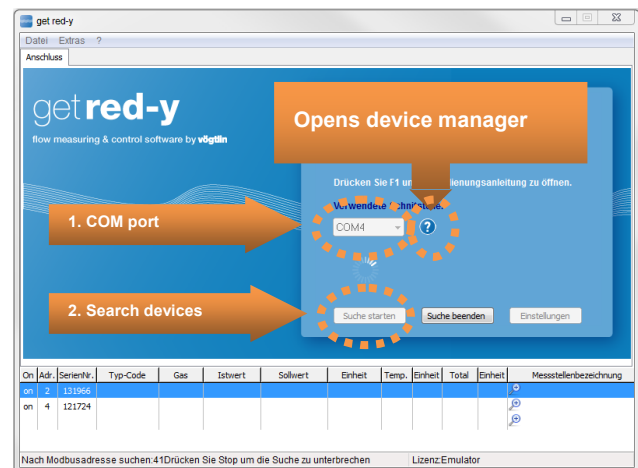 get red-y
Datei Extras ?
Anschluss
get red-y
flow measuring & control software by vögtlin
Opens device manager
Drücken Sie F1 um
ienungsanleitung zu öffnen.
Verwendete Schnittstelle:
1. COM port
COM4
?
2. Search devices
Suche starten Suche beenden Einstellungen
On Adr. SerienNr. Typ-Code Gas Istwert Sollwert Einheit Temp. Einheit Total Einheit Messstellenbezeichnung
on 2 131966
on 4 121724
Nach Modbusadresse suchen:41Drücken Sie Stop um die Suche zu unterbrechen Lizenz:Emulator